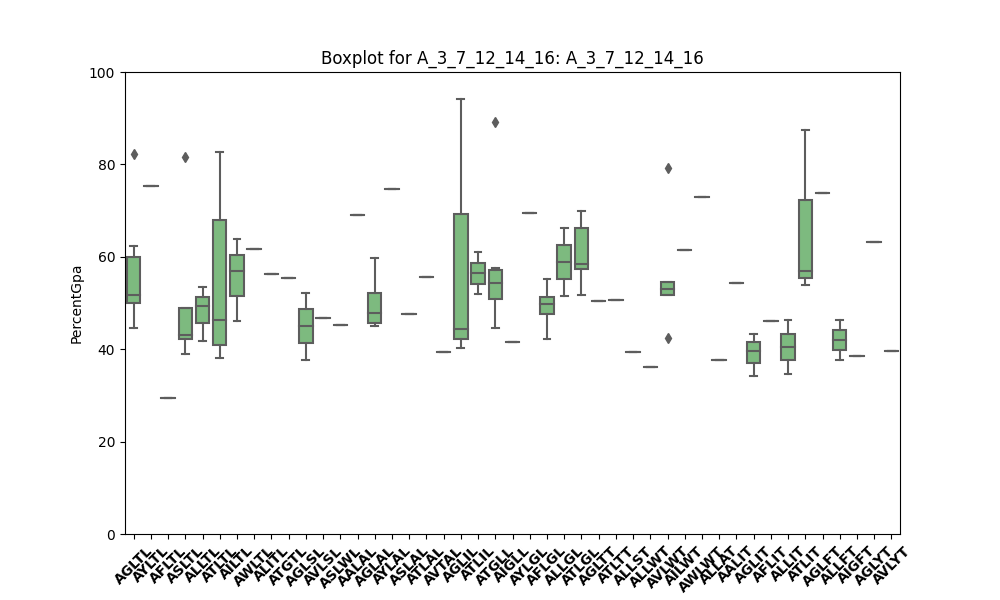 Boxplot for A_3_7_12_14_16: A_3_7_12_14_16
PercentGpa
100
80
60
40
20
0
AGLTL
AYLTL
AFLTL
ASLTL
ALLTL
ATLTL
AILTL
AWLTL
ALITL
ATGTL
AGLSL
AVLSL
ASLWL
AALAL
AGLAL
AYLAL
ASLAL
ATLAL
AVTAL
AGLIL
ATLIL
ATGLL
AIGLL
AYLGL
AFLGL
ALLGL
ATLGL
AGLTT
ATLTT
ALLST
ALLWT
AVLWT
AILWT
AWLWT
ALLAT
AALIT
AGLIT
AFLIT
ALLIT
ATLIT
AGLFT
ALLFT
AIGFT
AGLYT
AVLYT